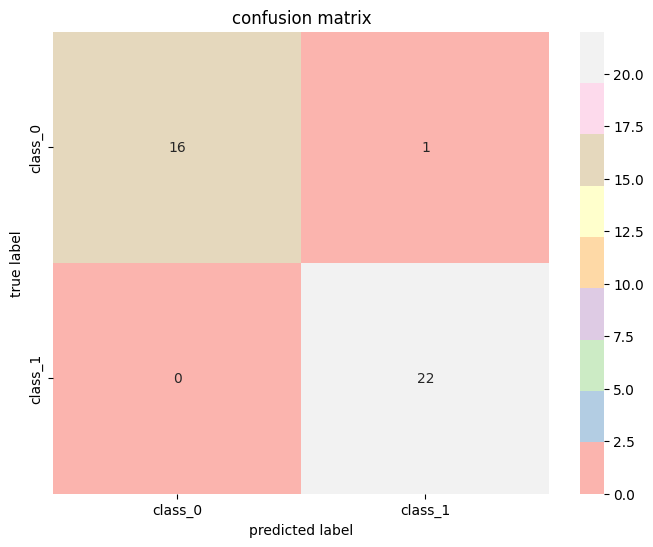 confusion matrix
class_0
class_1
true label
16
1
0
22
class_0
class_1
predicted label
20.0
17.5
15.0
12.5
10.0
7.5
5.0
2.5
0.0